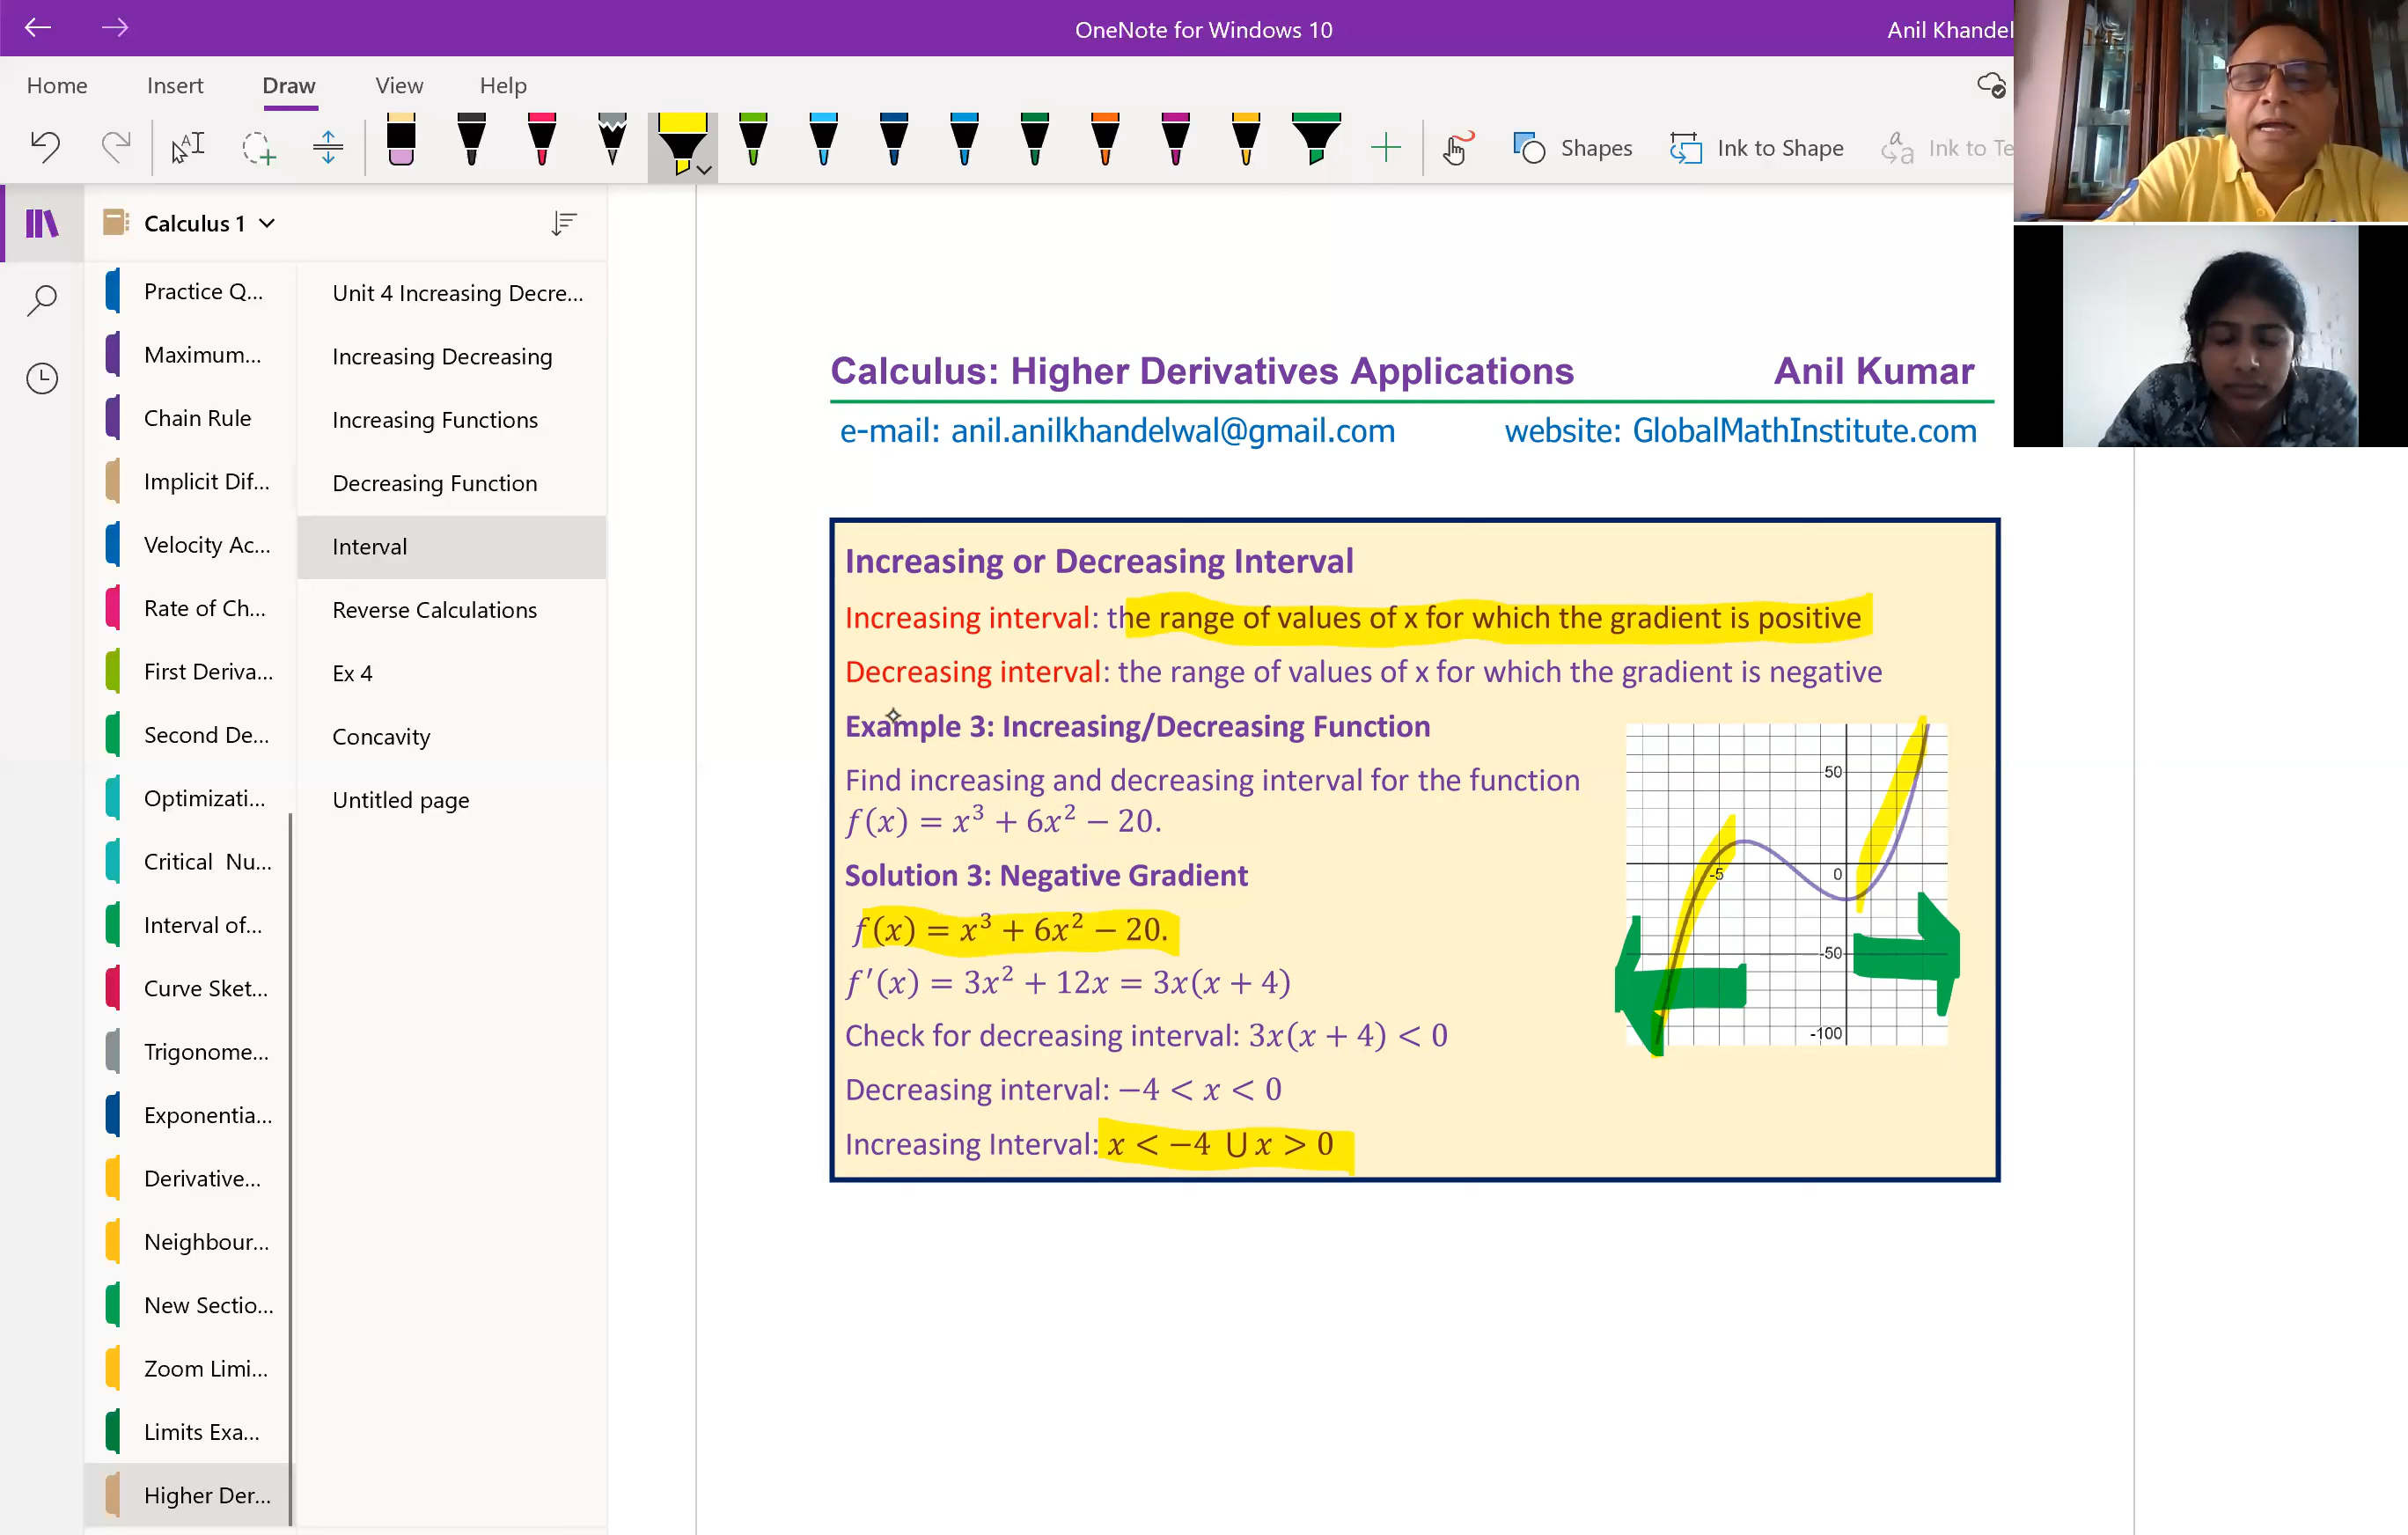 OneNote for Windows 10
Anil Khandel
Home Insert Draw View Help
Shapes Ink to Shape Ink to Te
Calculus 1
Practice Q...
Maximum...
Chain Rule
Implicit Dif...
Velocity Ac...
Rate of Ch...
First Deriva...
Second De...
Optimizati...
Critical Nu...
Interval of...
Curve Sket...
Trigonome...
Exponentia...
Derivative...
Neighbour...
New Sectio...
Zoom Limi...
Limits Exa...
Higher Der...
Unit 4 Increasing Decre...
Increasing Decreasing
Increasing Functions
Decreasing Function
Interval
Reverse Calculations
Ex 4
Concavity
Untitled page
Calculus: Higher Derivatives Applications Anil Kumar
e-mail: anil.anilkhandelwal@gmail.com website: GlobalMathInstitute.com
Increasing or Decreasing Interval
Increasing interval: the range of values of x for which the gradient is positive
Decreasing interval: the range of values of x for which the gradient is negative
Example 3: Increasing/Decreasing Function
Find increasing and decreasing interval for the function
f(x) = x³ + 6x² − 20.
Solution 3: Negative Gradient
f(x) = x³ + 6x² − 20.
f′(x) = 3x² + 12x = 3x(x + 4)
Check for decreasing interval: 3x(x + 4) < 0
Decreasing interval: −4 < x < 0
Increasing Interval: x < −4 ∪ x > 0
50
-5
0
-50
-100